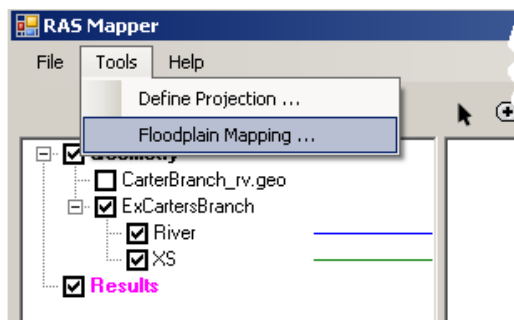 RAS Mapper
File Tools Help
Define Projection ...
Floodplain Mapping ...
Geometry
CarterBranch_rv.geo
ExCartersBranch
River
XS
Results